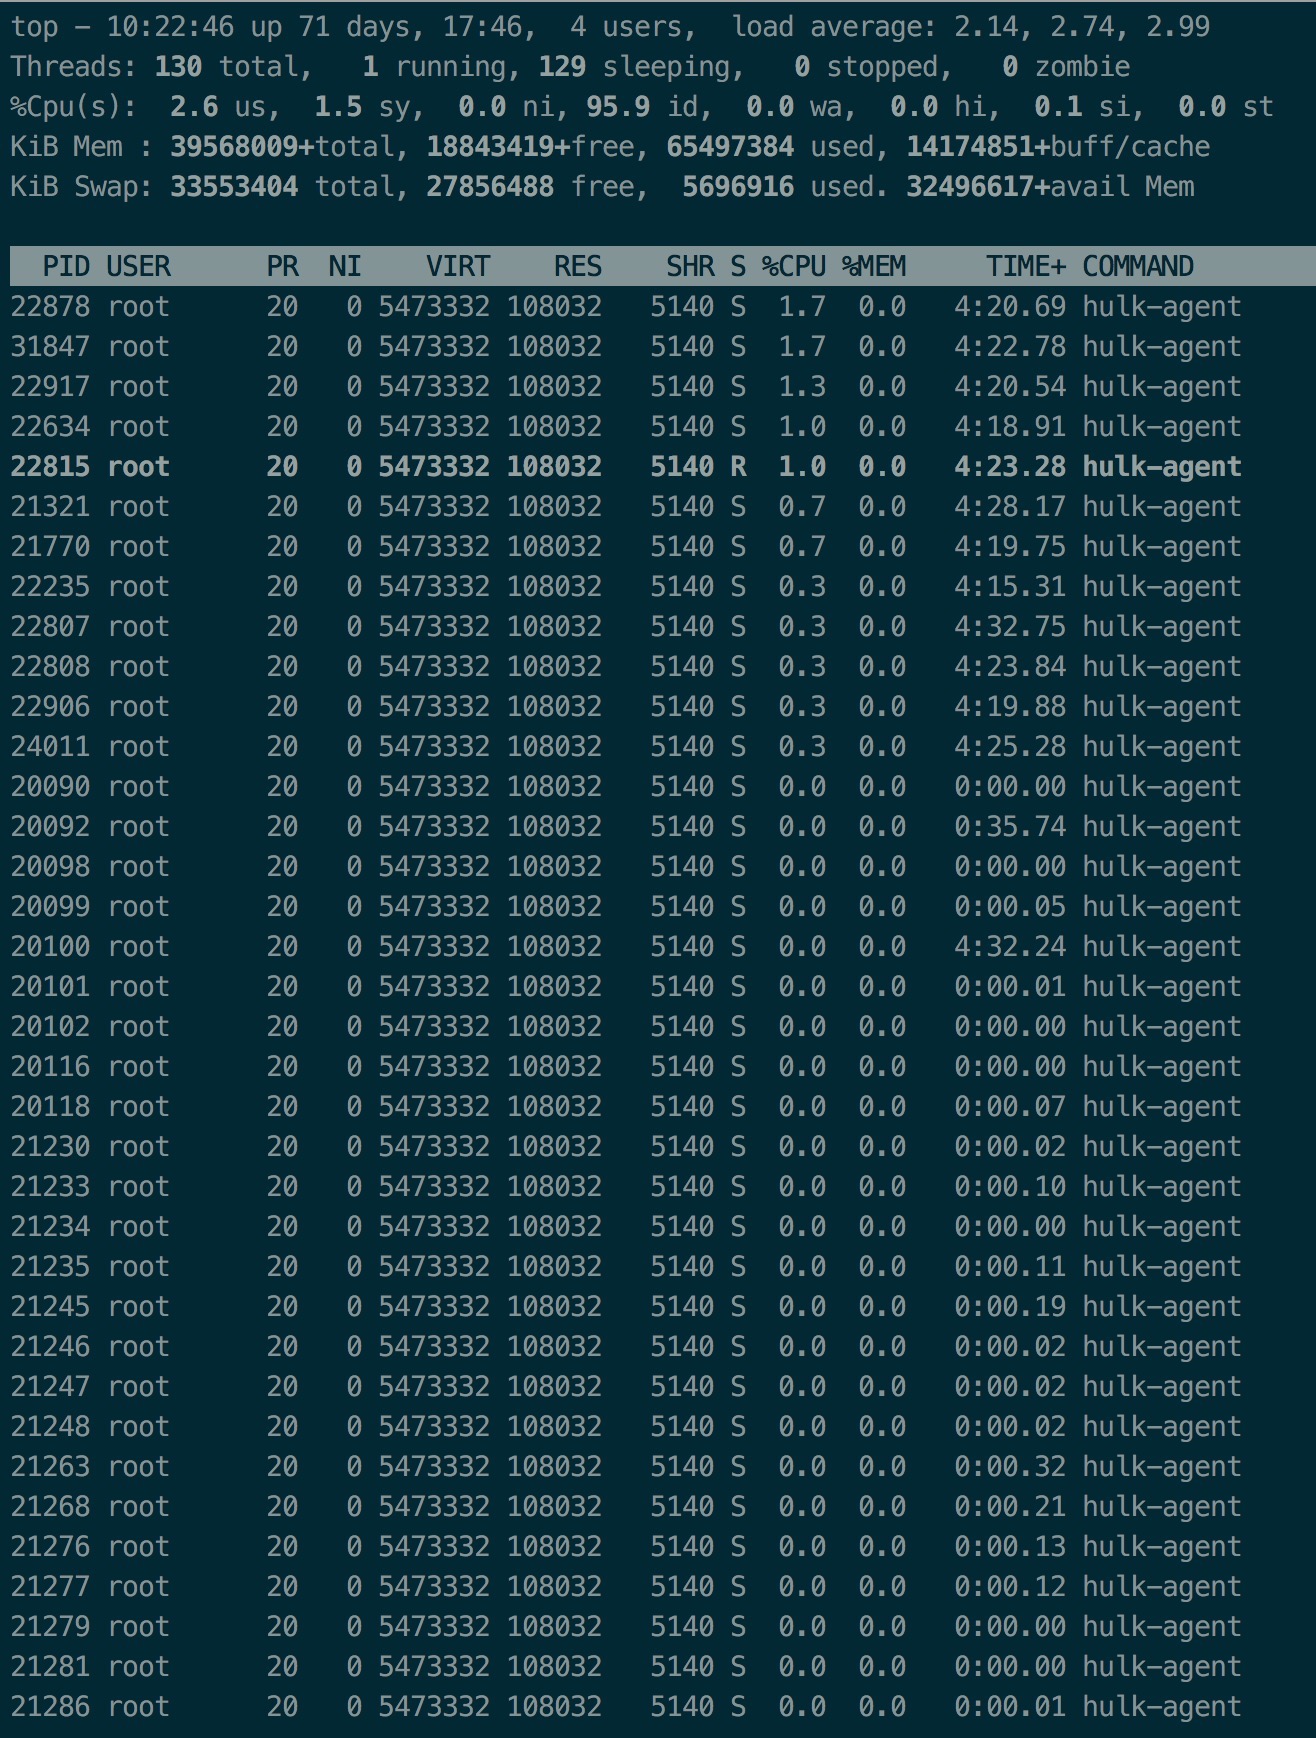 top - 10:22:46 up 71 days, 17:46,  4 users,  load average: 2.14, 2.74, 2.99
Threads: 130 total,   1 running, 129 sleeping,   0 stopped,   0 zombie
%Cpu(s):  2.6 us,  1.5 sy,  0.0 ni, 95.9 id,  0.0 wa,  0.0 hi,  0.1 si,  0.0 st
KiB Mem : 39568009+total, 18843419+free, 65497384 used, 14174851+buff/cache
KiB Swap: 33553404 total, 27856488 free,  5696916 used. 32496617+avail Mem
PID USER      PR  NI    VIRT    RES    SHR S %CPU %MEM     TIME+ COMMAND
22878 root      20   0 5473332 108032   5140 S  1.7  0.0   4:20.69 hulk-agent
31847 root      20   0 5473332 108032   5140 S  1.7  0.0   4:22.78 hulk-agent
22917 root      20   0 5473332 108032   5140 S  1.3  0.0   4:20.54 hulk-agent
22634 root      20   0 5473332 108032   5140 S  1.0  0.0   4:18.91 hulk-agent
22815 root      20   0 5473332 108032   5140 R  1.0  0.0   4:23.28 hulk-agent
21321 root      20   0 5473332 108032   5140 S  0.7  0.0   4:28.17 hulk-agent
21770 root      20   0 5473332 108032   5140 S  0.7  0.0   4:19.75 hulk-agent
22235 root      20   0 5473332 108032   5140 S  0.3  0.0   4:15.31 hulk-agent
22807 root      20   0 5473332 108032   5140 S  0.3  0.0   4:32.75 hulk-agent
22808 root      20   0 5473332 108032   5140 S  0.3  0.0   4:23.84 hulk-agent
22906 root      20   0 5473332 108032   5140 S  0.3  0.0   4:19.88 hulk-agent
24011 root      20   0 5473332 108032   5140 S  0.3  0.0   4:25.28 hulk-agent
20090 root      20   0 5473332 108032   5140 S  0.0  0.0   0:00.00 hulk-agent
20092 root      20   0 5473332 108032   5140 S  0.0  0.0   0:35.74 hulk-agent
20098 root      20   0 5473332 108032   5140 S  0.0  0.0   0:00.00 hulk-agent
20099 root      20   0 5473332 108032   5140 S  0.0  0.0   0:00.05 hulk-agent
20100 root      20   0 5473332 108032   5140 S  0.0  0.0   4:32.24 hulk-agent
20101 root      20   0 5473332 108032   5140 S  0.0  0.0   0:00.01 hulk-agent
20102 root      20   0 5473332 108032   5140 S  0.0  0.0   0:00.00 hulk-agent
20116 root      20   0 5473332 108032   5140 S  0.0  0.0   0:00.00 hulk-agent
20118 root      20   0 5473332 108032   5140 S  0.0  0.0   0:00.07 hulk-agent
21230 root      20   0 5473332 108032   5140 S  0.0  0.0   0:00.02 hulk-agent
21233 root      20   0 5473332 108032   5140 S  0.0  0.0   0:00.10 hulk-agent
21234 root      20   0 5473332 108032   5140 S  0.0  0.0   0:00.00 hulk-agent
21235 root      20   0 5473332 108032   5140 S  0.0  0.0   0:00.11 hulk-agent
21245 root      20   0 5473332 108032   5140 S  0.0  0.0   0:00.19 hulk-agent
21246 root      20   0 5473332 108032   5140 S  0.0  0.0   0:00.02 hulk-agent
21247 root      20   0 5473332 108032   5140 S  0.0  0.0   0:00.02 hulk-agent
21248 root      20   0 5473332 108032   5140 S  0.0  0.0   0:00.02 hulk-agent
21263 root      20   0 5473332 108032   5140 S  0.0  0.0   0:00.32 hulk-agent
21268 root      20   0 5473332 108032   5140 S  0.0  0.0   0:00.21 hulk-agent
21276 root      20   0 5473332 108032   5140 S  0.0  0.0   0:00.13 hulk-agent
21277 root      20   0 5473332 108032   5140 S  0.0  0.0   0:00.12 hulk-agent
21279 root      20   0 5473332 108032   5140 S  0.0  0.0   0:00.00 hulk-agent
21281 root      20   0 5473332 108032   5140 S  0.0  0.0   0:00.00 hulk-agent
21286 root      20   0 5473332 108032   5140 S  0.0  0.0   0:00.01 hulk-agent